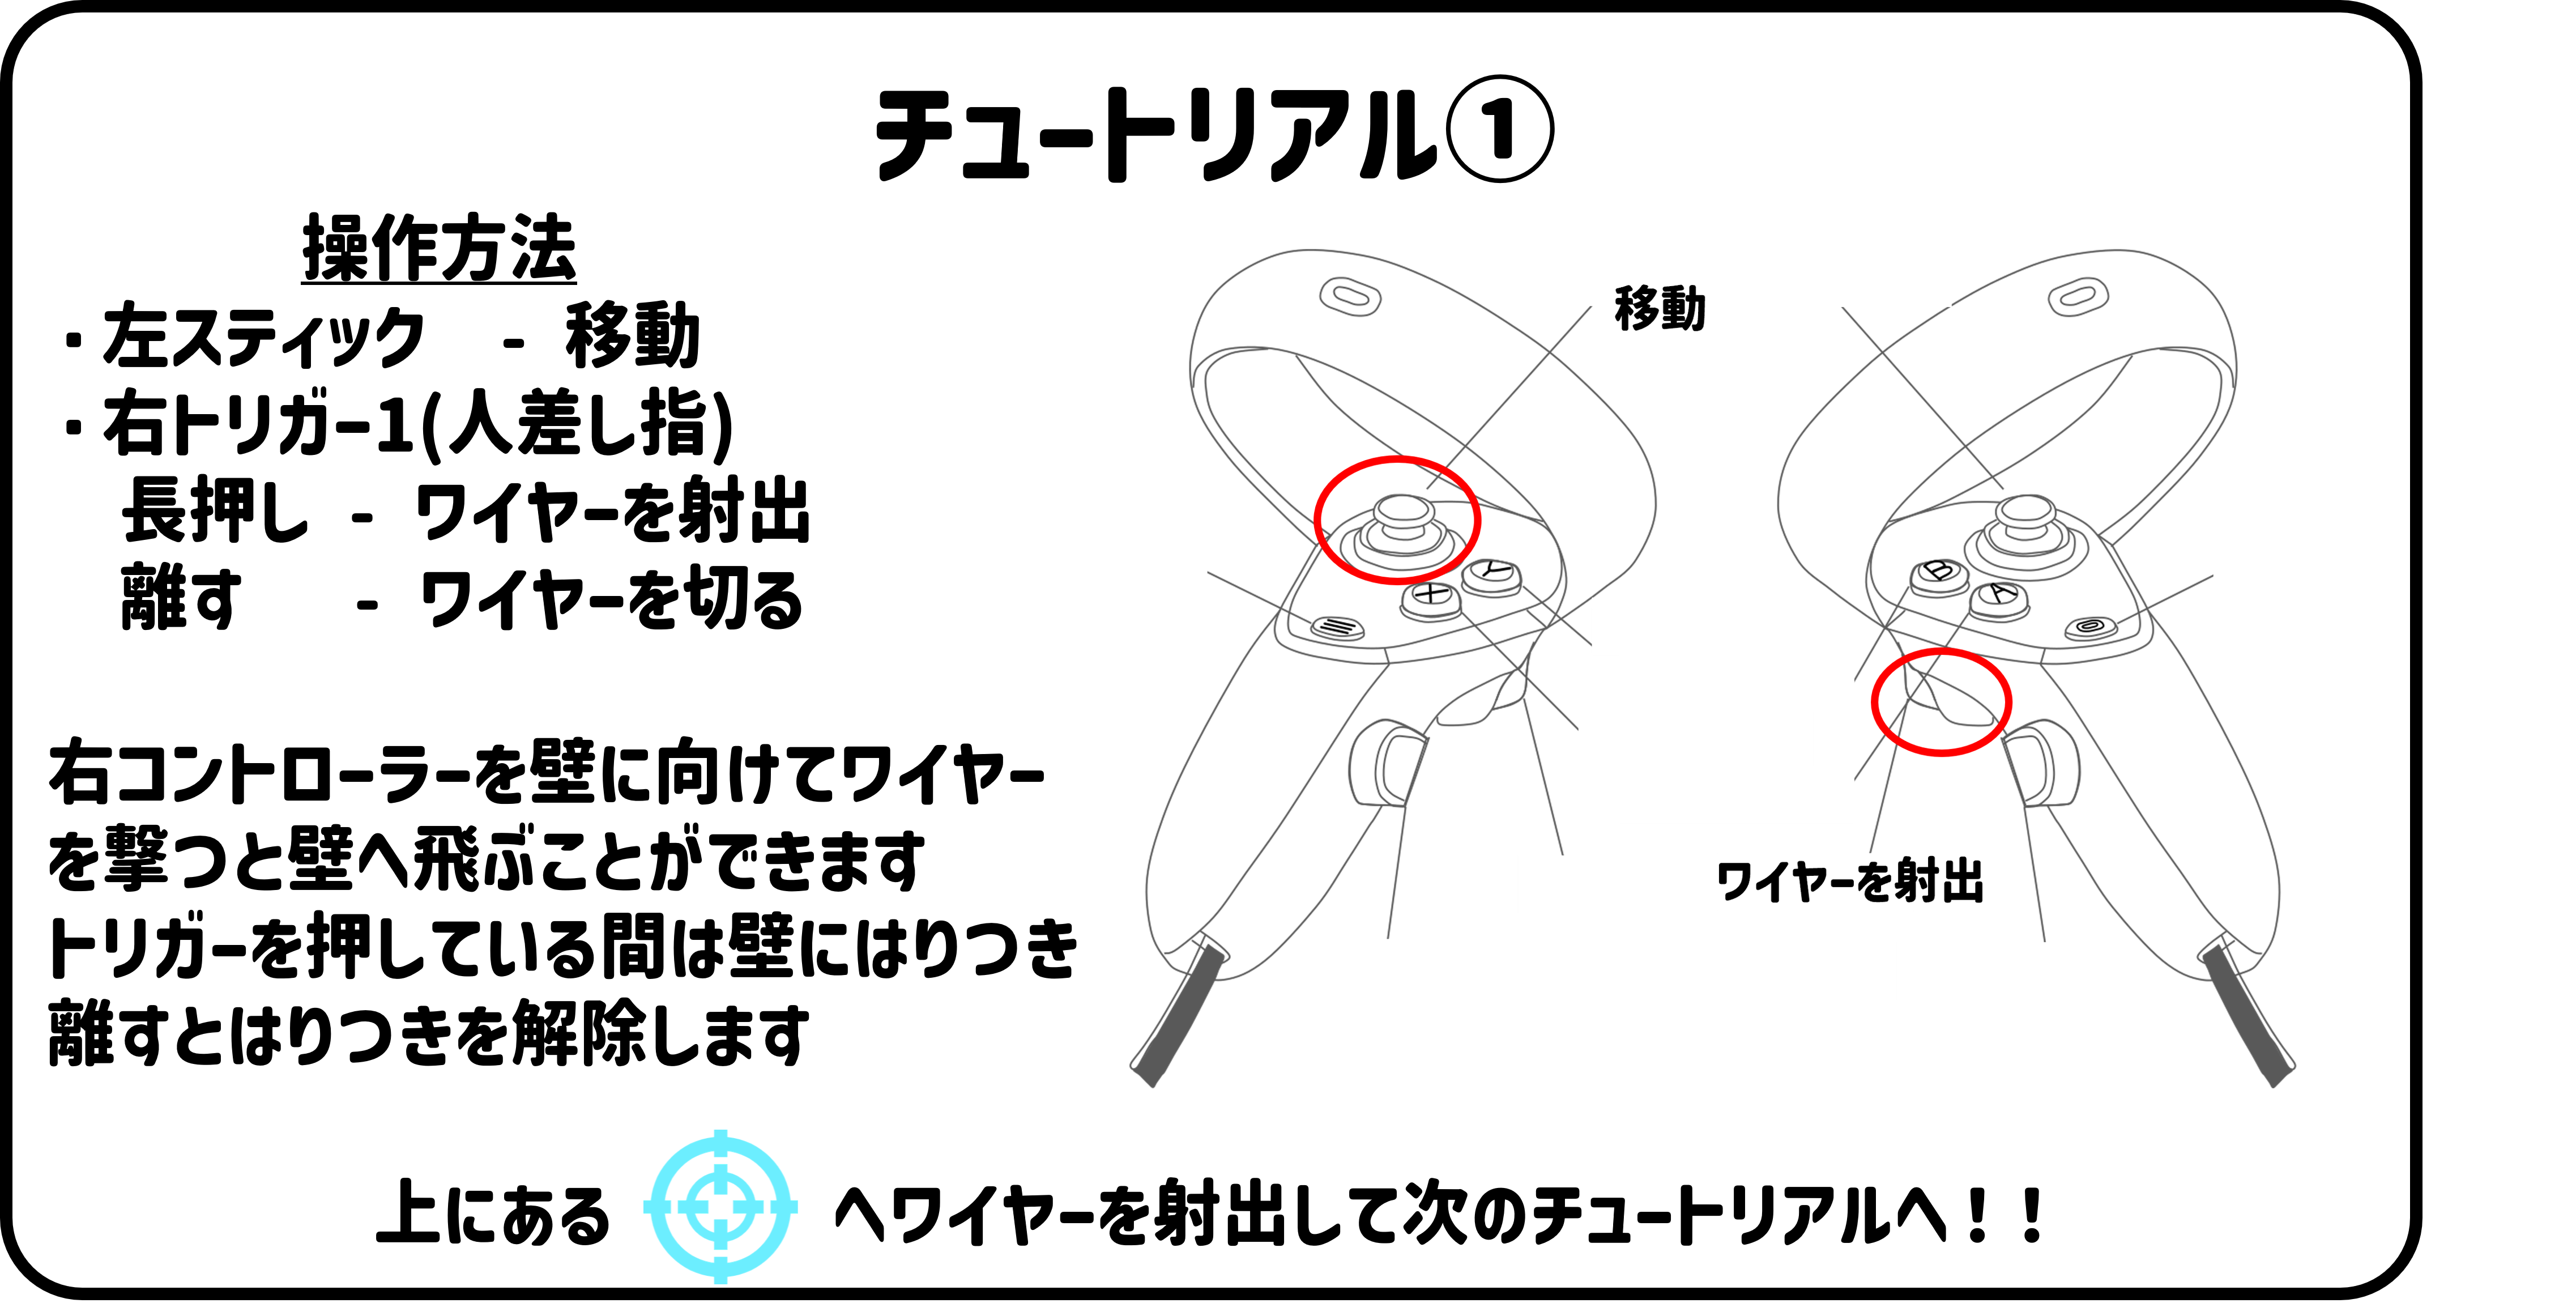 チュートリアル①
操作方法
・左スティック　- 移動
・右トリガー1(人差し指)
長押し - ワイヤーを射出
離す　- ワイヤーを切る
右コントローラーを壁に向けてワイヤー
を撃つと壁へ飛ぶことができます
トリガーを押している間は壁にはりつき
離すとはりつきを解除します
移動
Y
X
B
A
ワイヤーを射出
上にある　へワイヤーを射出して次のチュートリアルへ！！